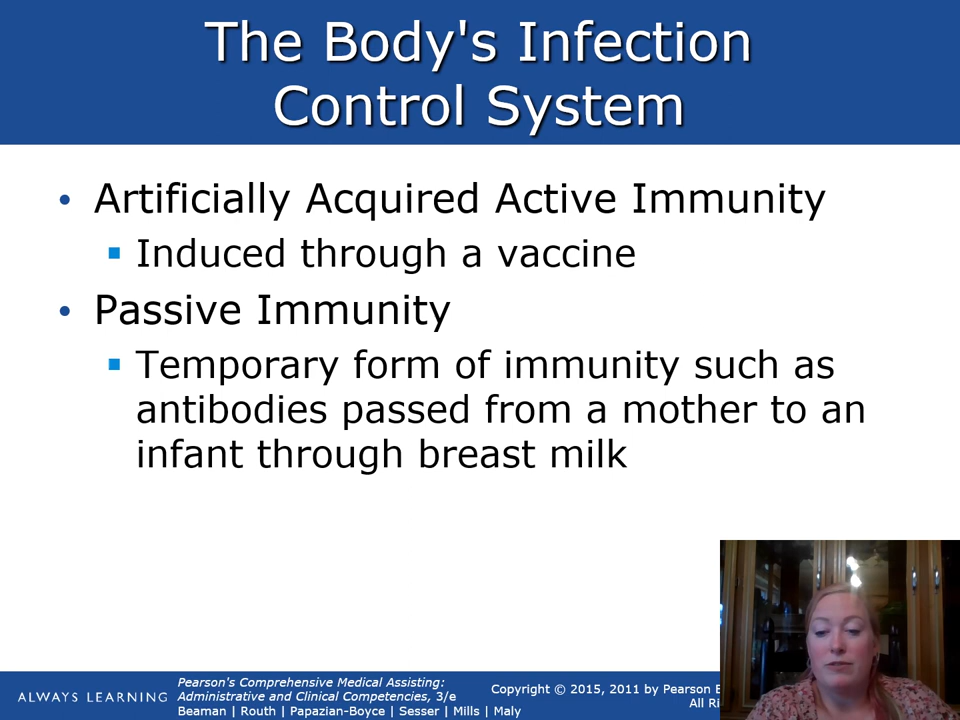 The Body's Infection
Control System
• Artificially Acquired Active Immunity
▪ Induced through a vaccine
• Passive Immunity
▪ Temporary form of immunity such as
antibodies passed from a mother to an
infant through breast milk
ALWAYS LEARNING
Pearson's Comprehensive Medical Assisting:
Administrative and Clinical Competencies, 3/e
Beaman | Routh | Papazian-Boyce | Sesser | Mills | Maly
Copyright © 2015, 2011 by Pearson
All